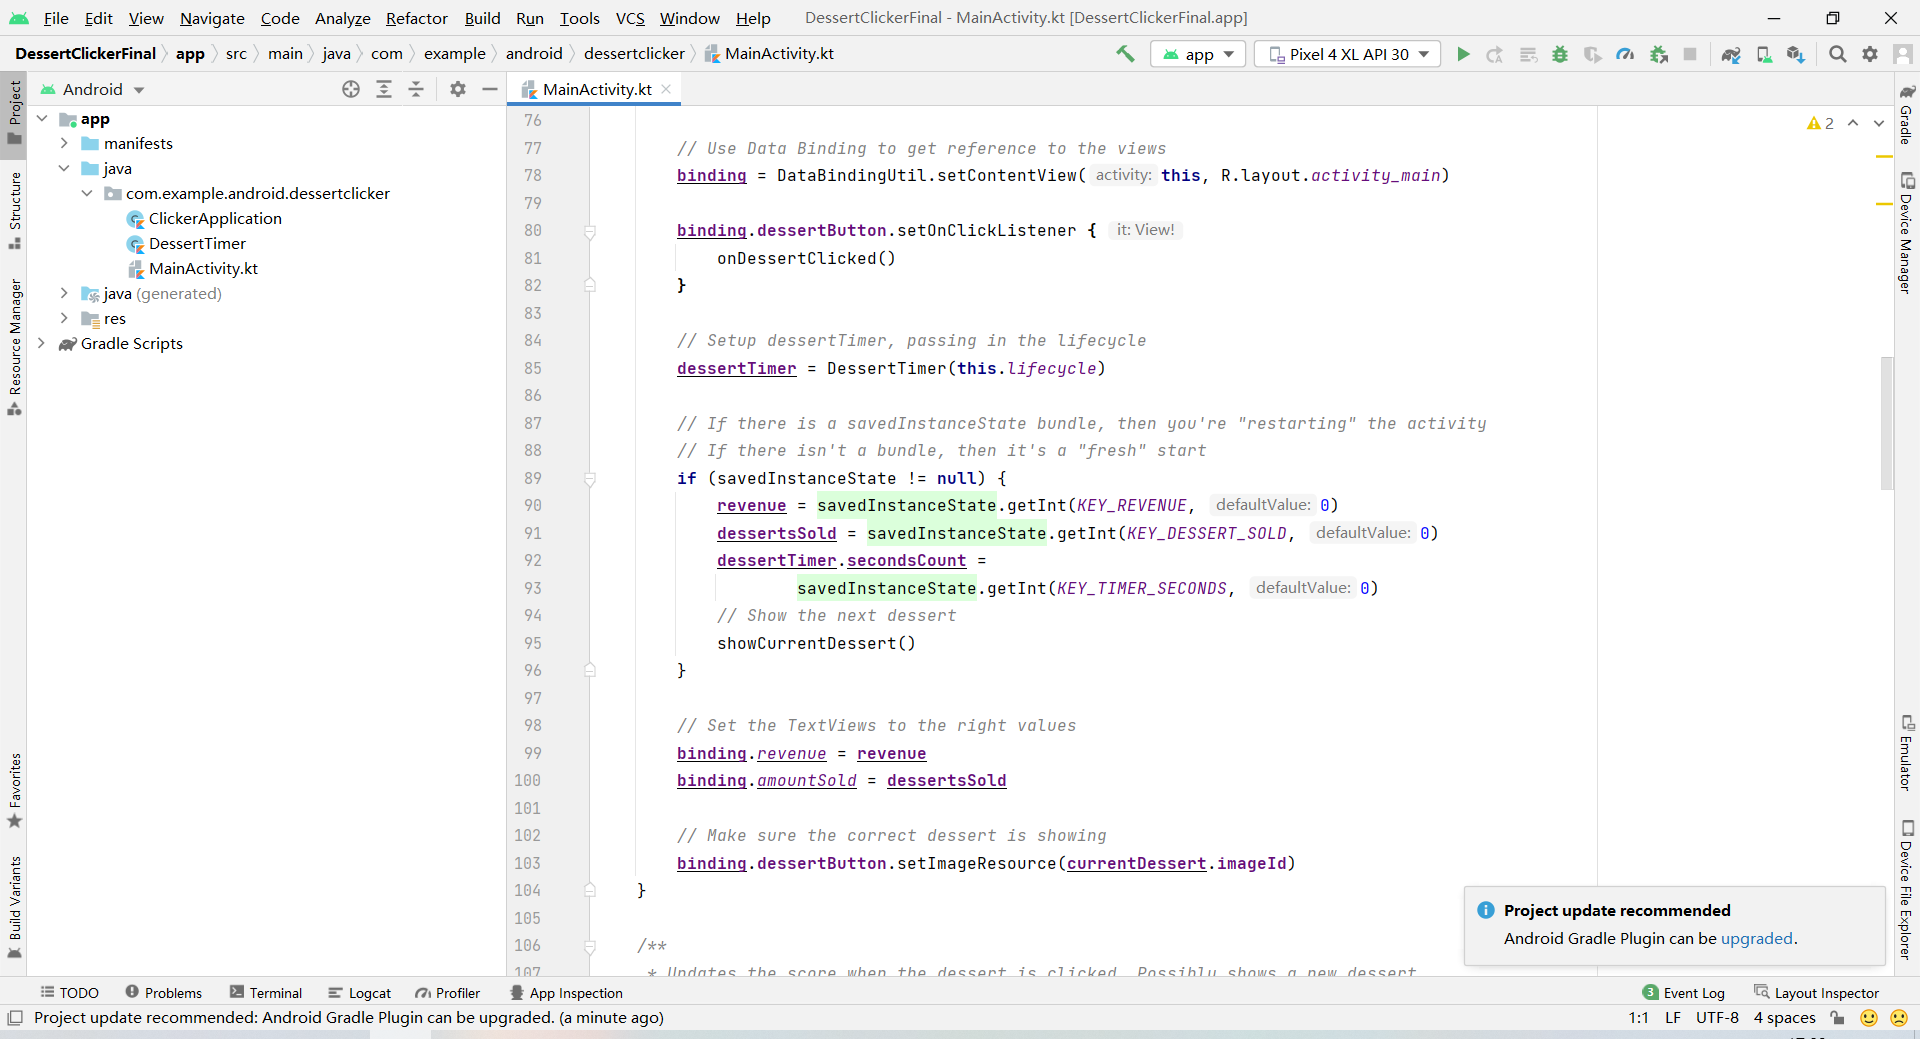 File Edit View Navigate Code Analyze Refactor Build Run Tools VCS Window Help DessertClickerFinal - MainActivity.kt [DessertClickerFinal.app]
DessertClickerFinal app src main java com example android dessertclicker MainActivity.kt app Pixel 4 XL API 30
Android
MainActivity.kt
Project
Structure
Resource Manager
Favorites
Build Variants
app
manifests
java
com.example.android.dessertclicker
ClickerApplication
DessertTimer
MainActivity.kt
java (generated)
res
Gradle Scripts
76
77 // Use Data Binding to get reference to the views
78 binding = DataBindingUtil.setContentView( activity: this, R.layout.activity_main)
79
80 binding.dessertButton.setOnClickListener { it: View!
81 onDessertClicked()
82 }
83
84 // Setup dessertTimer, passing in the lifecycle
85 dessertTimer = DessertTimer(this.lifecycle)
86
87 // If there is a savedInstanceState bundle, then you're "restarting" the activity
88 // If there isn't a bundle, then it's a "fresh" start
89 if (savedInstanceState != null) {
90 revenue = savedInstanceState.getInt(KEY_REVENUE, defaultValue: 0)
91 dessertsSold = savedInstanceState.getInt(KEY_DESSERT_SOLD, defaultValue: 0)
92 dessertTimer.secondsCount =
93 savedInstanceState.getInt(KEY_TIMER_SECONDS, defaultValue: 0)
94 // Show the next dessert
95 showCurrentDessert()
96 }
97
98 // Set the TextViews to the right values
99 binding.revenue = revenue
100 binding.amountSold = dessertsSold
101
102 // Make sure the correct dessert is showing
103 binding.dessertButton.setImageResource(currentDessert.imageId)
104 }
105
106 /**
107 * Updates the score when the dessert is clicked. Possibly shows a new dessert.
2
Gradle
Device Manager
Emulator
Device File Explorer
Project update recommended
Android Gradle Plugin can be upgraded.
TODO Problems Terminal Logcat Profiler App Inspection 3 Event Log Layout Inspector
Project update recommended: Android Gradle Plugin can be upgraded. (a minute ago) 1:1 LF UTF-8 4 spaces